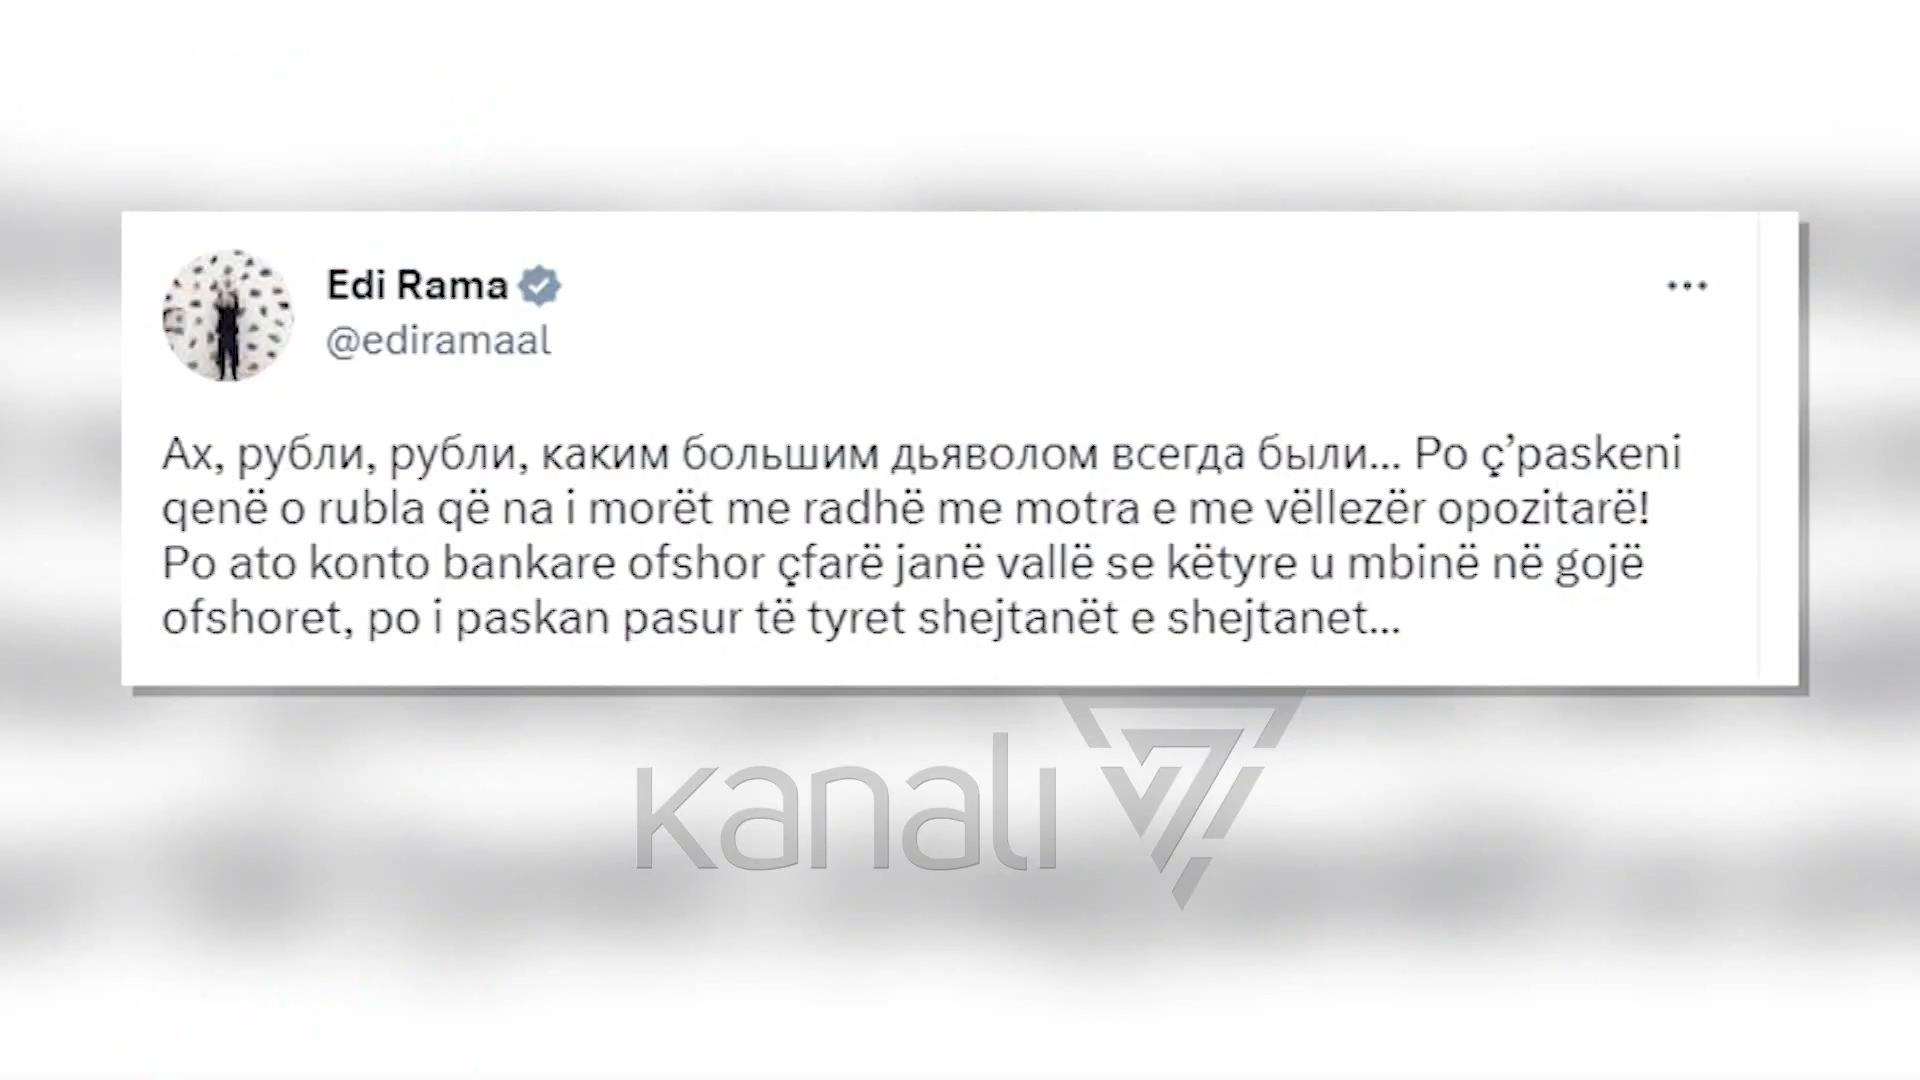 Edi Rama
@ediramaal
Ах, рубли, рубли, каким большим дьяволом всегда были... Po ç’paskeni
qenë o rubla që na i morët me radhë me motra e me vëllezër opozitarë!
Po ato konto bankare ofshor çfarë janë vallë se këtyre u mbinë në gojë
ofshoret, po i paskan pasur të tyret shejtanët e shejtanet...
kanali 7